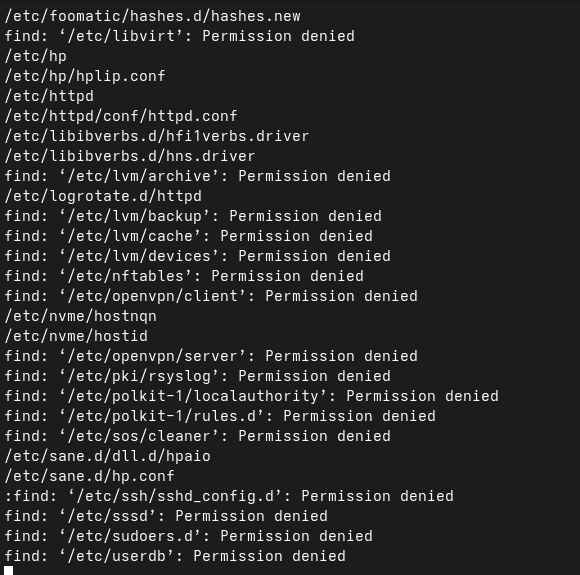 /etc/foomatic/hashes.d/hashes.new
find: ‘/etc/libvirt’: Permission denied
/etc/hp
/etc/hp/hplip.conf
/etc/httpd
/etc/httpd/conf/httpd.conf
/etc/libibverbs.d/hfi1verbs.driver
/etc/libibverbs.d/hns.driver
find: ‘/etc/lvm/archive’: Permission denied
/etc/logrotate.d/httpd
find: ‘/etc/lvm/backup’: Permission denied
find: ‘/etc/lvm/cache’: Permission denied
find: ‘/etc/lvm/devices’: Permission denied
find: ‘/etc/nftables’: Permission denied
find: ‘/etc/openvpn/client’: Permission denied
/etc/nvme/hostnqn
/etc/nvme/hostid
find: ‘/etc/openvpn/server’: Permission denied
find: ‘/etc/pki/rsyslog’: Permission denied
find: ‘/etc/polkit-1/localauthority’: Permission denied
find: ‘/etc/polkit-1/rules.d’: Permission denied
find: ‘/etc/sos/cleaner’: Permission denied
/etc/sane.d/dll.d/hpaio
/etc/sane.d/hp.conf
:find: ‘/etc/ssh/sshd_config.d’: Permission denied
find: ‘/etc/sssd’: Permission denied
find: ‘/etc/sudoers.d’: Permission denied
find: ‘/etc/userdb’: Permission denied